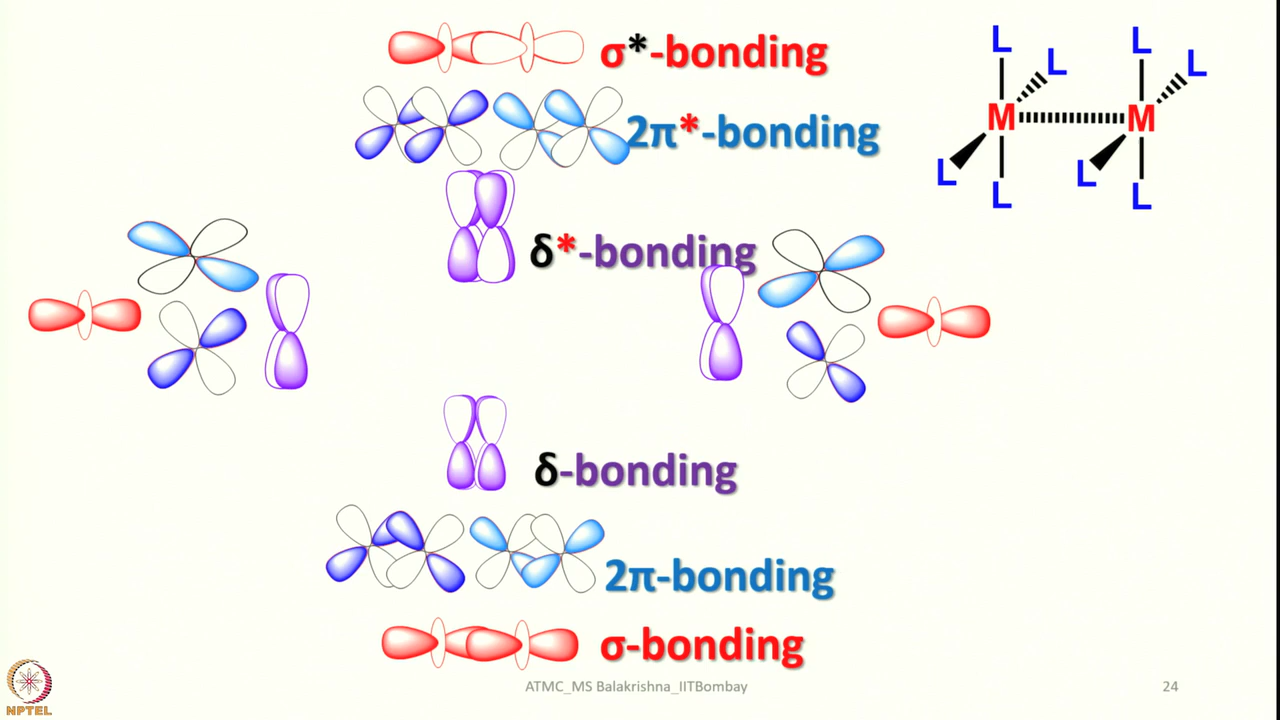 σ*-bonding
2π*-bonding
δ*-bonding
δ-bonding
2π-bonding
σ-bonding
L L
L L
M M
L L
L L
NPTEL
ATMC_MS Balakrishna_IITBombay
24